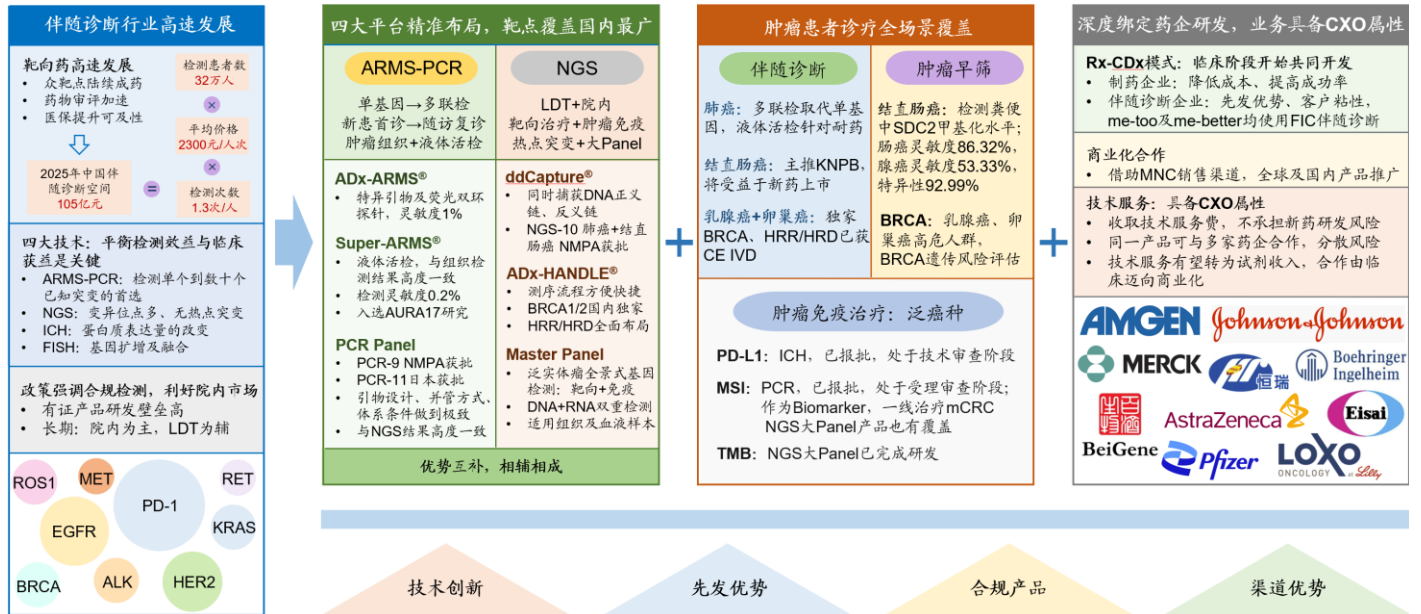 伴随诊断行业高速发展
靶向药高速发展
• 众靶点陆续成药
• 药物审评加速
• 医保提升可及性
检测患者数
32万人
×
平均价格
2300元/人次
×
检测次数
1.3次/人
=
2025年中国伴
随诊断空间
105亿元
四大技术：平衡检测效益与临床
获益是关键
• ARMS-PCR：检测单个到数十个
已知突变的首选
• NGS：变异位点多、无热点突变
• ICH：蛋白质表达量的改变
• FISH：基因扩增及融合
政策强调合规检测，利好院内市场
• 有证产品研发壁垒高
• 长期：院内为主，LDT为辅
ROS1
MET
PD-1
RET
EGFR
KRAS
BRCA
ALK
HER2
四大平台精准布局，靶点覆盖国内最广
ARMS-PCR
单基因→多联检
新患首诊→随访复诊
肿瘤组织+液体活检
ADx-ARMS®
• 特异引物及荧光双环
探针，灵敏度1%
Super-ARMS®
• 液体活检，与组织检
测结果高度一致
• 检测灵敏度0.2%
• 入选AURA17研究
PCR Panel
• PCR-9 NMPA获批
• PCR-11日本获批
• 引物设计、并管方式、
体系条件做到极致
• 与NGS结果高度一致
NGS
LDT+院内
靶向治疗+肿瘤免疫
热点突变+大Panel
ddCapture®
• 同时捕获DNA正义
链、反义链
• NGS-10 肺癌+结直
肠癌 NMPA获批
ADx-HANDLE®
• 测序流程方便快捷
• BRCA1/2国内独家
• HRR/HRD全面布局
Master Panel
• 泛实体瘤全景式基因
检测：靶向+免疫
• DNA+RNA双重检测
• 适用组织及血液样本
优势互补，相辅相成
+
肿瘤患者诊疗全场景覆盖
伴随诊断
肺癌：多联检取代单基
因，液体活检针对耐药
结直肠癌：主推KNPB，
将受益于新药上市
乳腺癌+卵巢癌：独家
BRCA、HRR/HRD已获
CE IVD
肿瘤早筛
结直肠癌：检测粪便
中SDC2甲基化水平；
肠癌灵敏度86.32%，
腺癌灵敏度53.33%，
特异性92.99%
BRCA：乳腺癌、卵
巢癌高危人群，
BRCA遗传风险评估
肿瘤免疫治疗：泛癌种
PD-L1：ICH，已报批，处于技术审查阶段
MSI：PCR，已报批，处于受理审查阶段；
作为Biomarker，一线治疗mCRC
NGS大Panel产品也有覆盖
TMB：NGS大Panel已完成研发
+
深度绑定药企研发，业务具备CXO属性
Rx-CDx模式：临床阶段开始共同开发
• 制药企业：降低成本、提高成功率
• 伴随诊断企业：先发优势、客户粘性，
me-too及me-better均使用FIC伴随诊断
商业化合作
• 借助MNC销售渠道，全球及国内产品推广
技术服务：具备CXO属性
• 收取技术服务费，不承担新药研发风险
• 同一产品可与多家药企合作，分散风险
• 技术服务有望转为试剂收入，合作由临
床迈向商业化
AMGEN
Johnson & Johnson
MERCK
恒瑞
Boehringer
Ingelheim
百济神州
BeiGene
AstraZeneca
Eisai
Pfizer
LOXO
ONCOLOGY at Lilly
技术创新
先发优势
合规产品
渠道优势